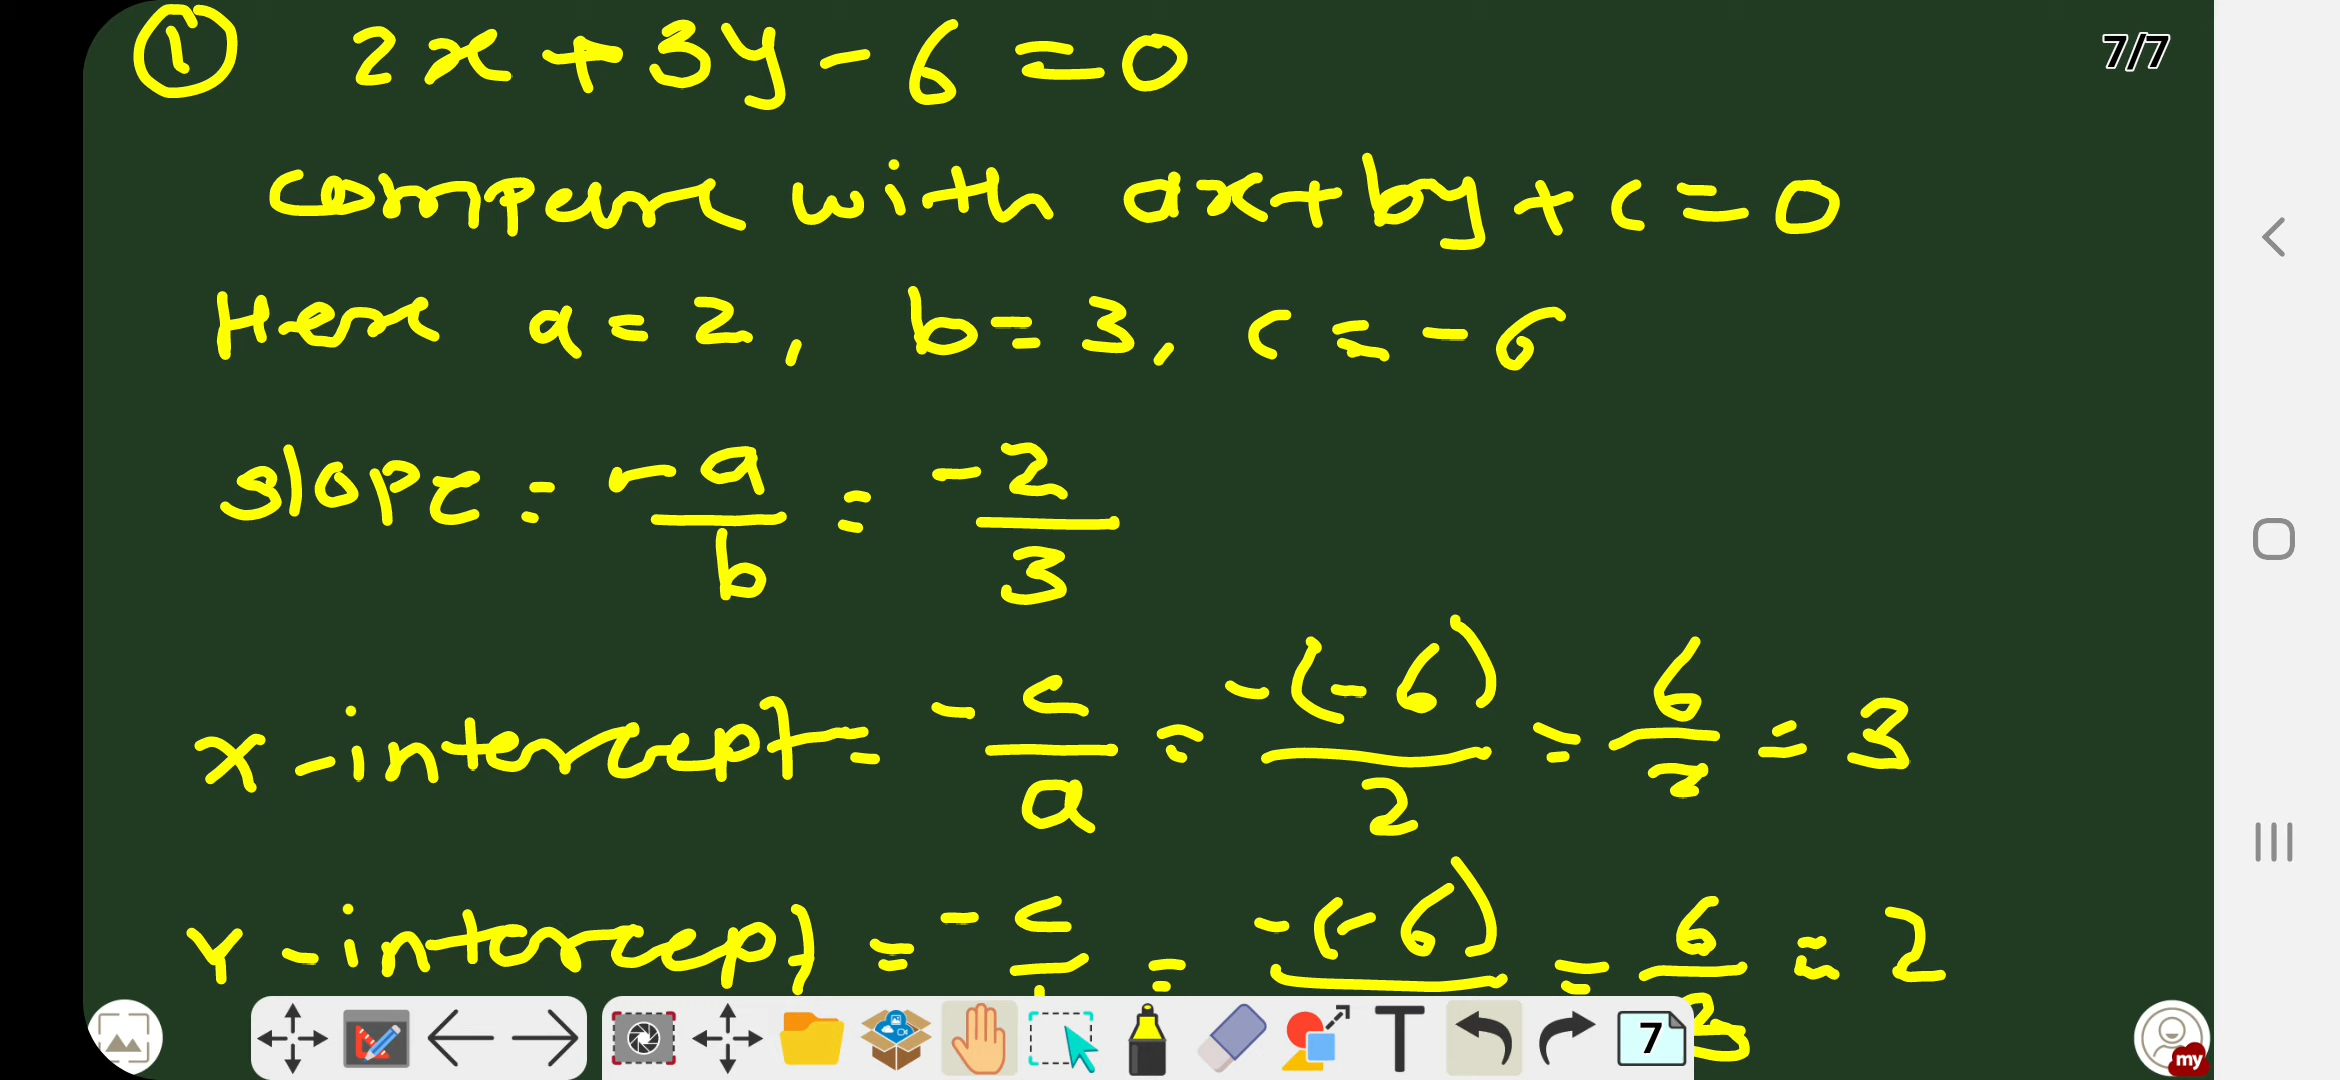 ① 2x + 3y - 6 = 0
7/7
compare with ax + by + c = 0
Here a = 2, b = 3, c = - 6
slope = -a/b = -2/3
x - intercept = -c/a = -(-6)/2 = 6/2 = 3
Y - intercept = -c/ = -(-6)/ = 6/3 = 2
T
7
my